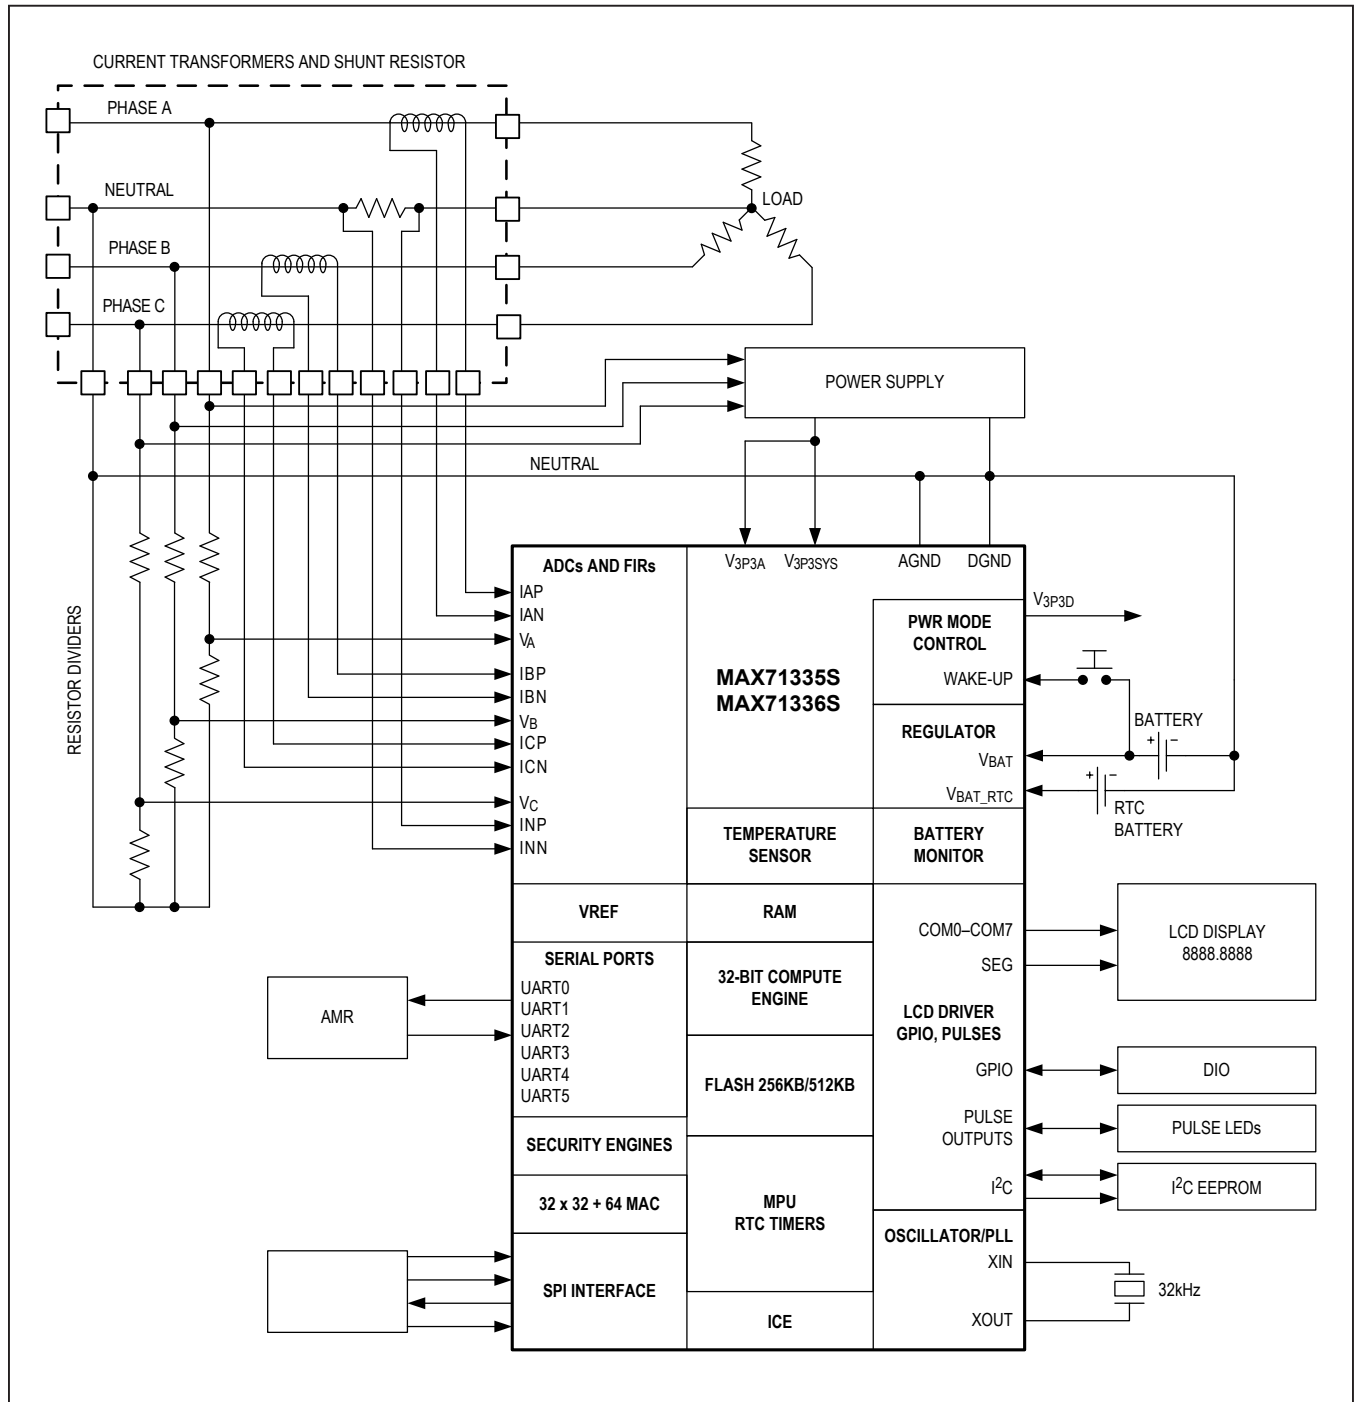 CURRENT TRANSFORMERS AND SHUNT RESISTOR
PHASE A
NEUTRAL
LOAD
PHASE B
PHASE C
POWER SUPPLY
NEUTRAL
RESISTOR DIVIDERS
ADCs AND FIRs
IAP
IAN
VA
IBP
IBN
VB
ICP
ICN
VC
INP
INN
V3P3A
V3P3SYS
AGND
DGND
MAX71335S
MAX71336S
PWR MODE
CONTROL
WAKE-UP
V3P3D
REGULATOR
VBAT
VBAT_RTC
BATTERY
+ −
+ −
RTC
BATTERY
TEMPERATURE
SENSOR
BATTERY
MONITOR
VREF
RAM
SERIAL PORTS
UART0
UART1
UART2
UART3
UART4
UART5
AMR
32-BIT COMPUTE
ENGINE
COM0–COM7
SEG
LCD DRIVER
GPIO, PULSES
LCD DISPLAY
8888.8888
FLASH 256KB/512KB
GPIO
DIO
PULSE
OUTPUTS
PULSE LEDs
I2C
I2C EEPROM
SECURITY ENGINES
32 x 32 + 64 MAC
MPU
RTC TIMERS
OSCILLATOR/PLL
XIN
XOUT
32kHz
SPI INTERFACE
ICE